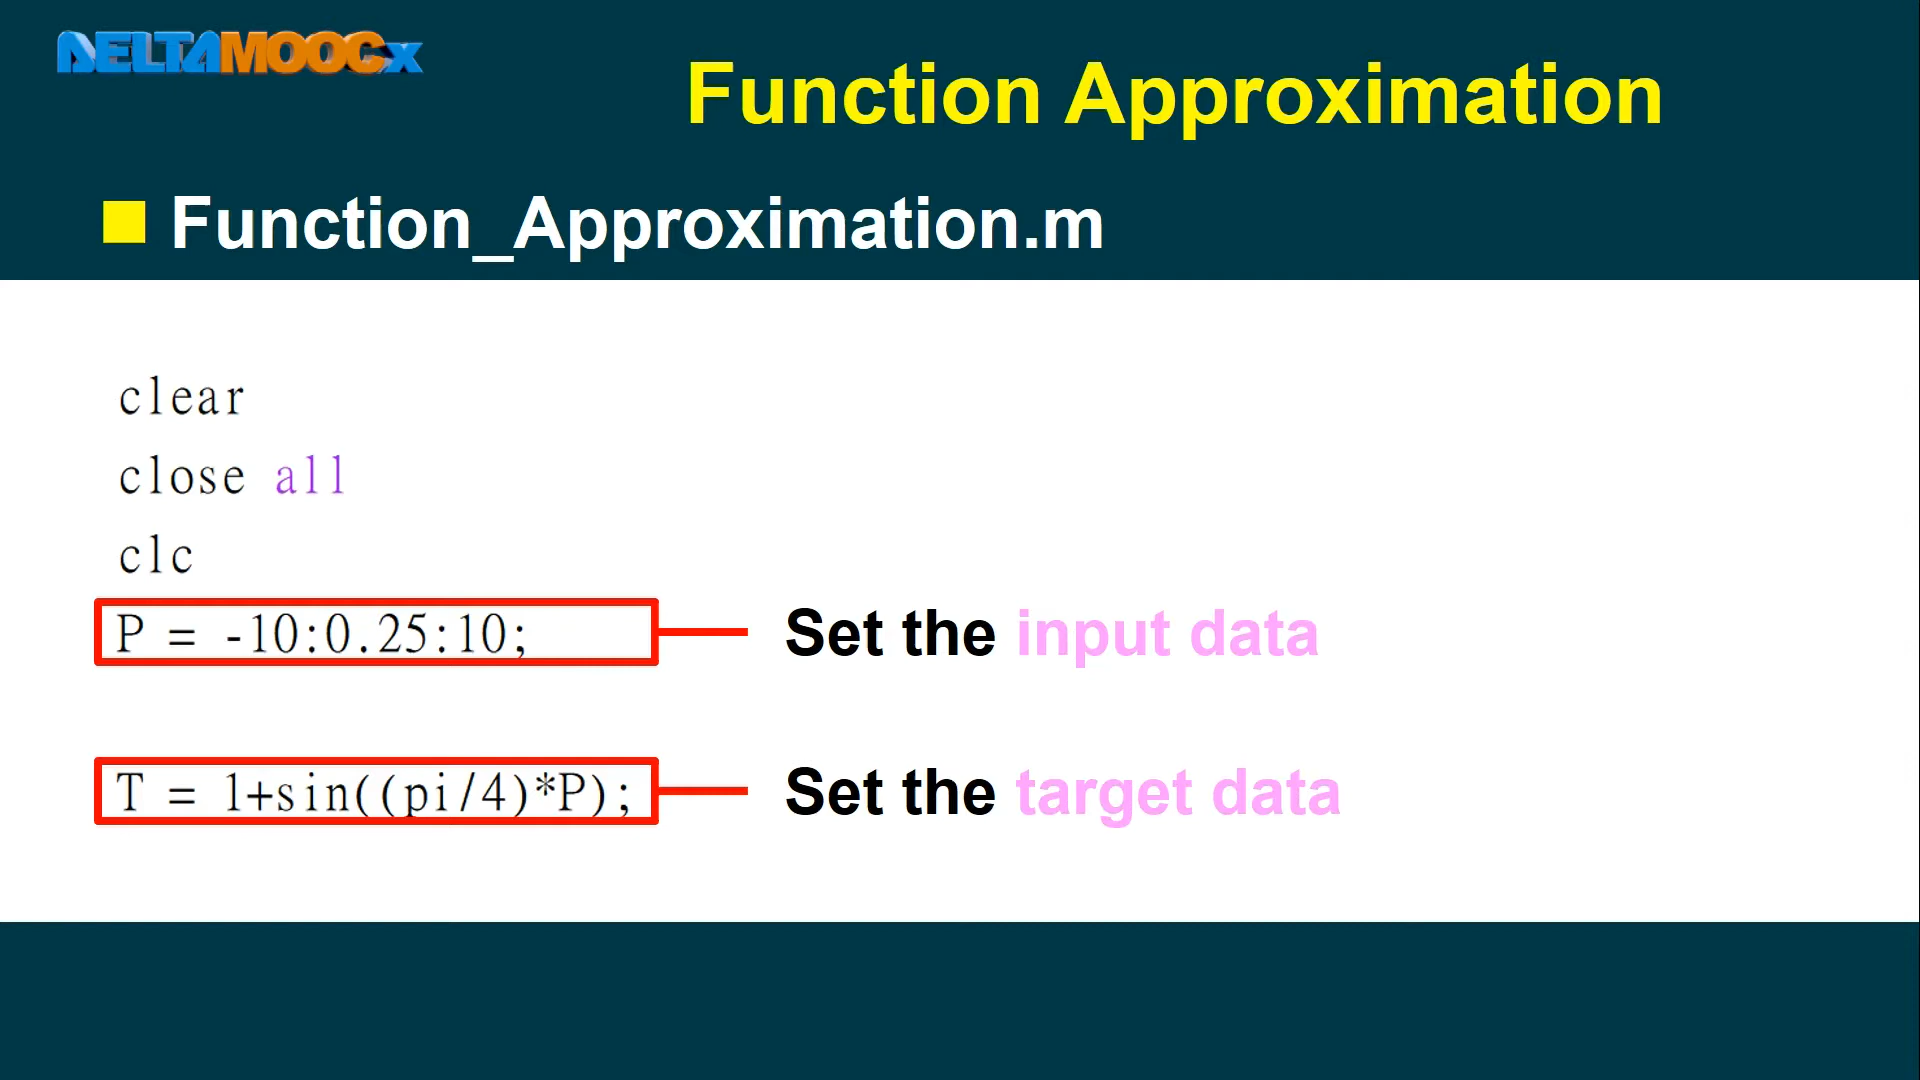 DELTAMOOCx
Function Approximation
Function_Approximation.m
clear
close all
clc
P = -10:0.25:10;
Set the input data
T = 1+sin((pi/4)*P);
Set the target data